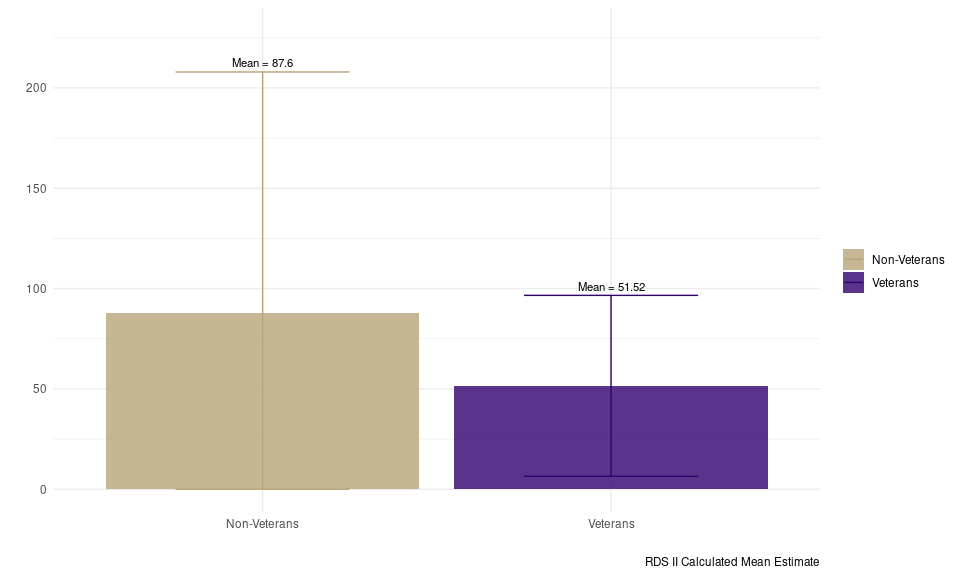 Mean = 87.6
200
150
100
Mean = 51.52
50
0
Non-Veterans
Veterans
Non-Veterans
Veterans
RDS II Calculated Mean Estimate